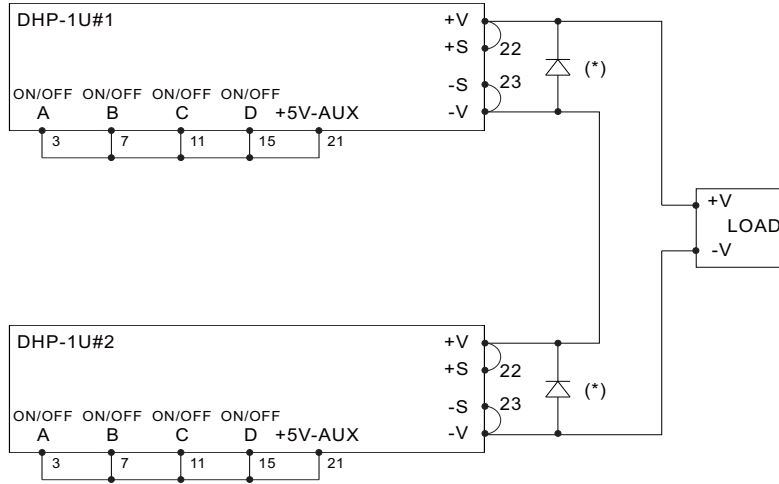 DHP-1U#1
+V
+S 22
-S 23
-V
(*)
ON/OFF ON/OFF ON/OFF ON/OFF
A B C D +5V-AUX
3 7 11 15 21
+V
LOAD
-V
DHP-1U#2
+V
+S 22
-S 23
-V
(*)
ON/OFF ON/OFF ON/OFF ON/OFF
A B C D +5V-AUX
3 7 11 15 21